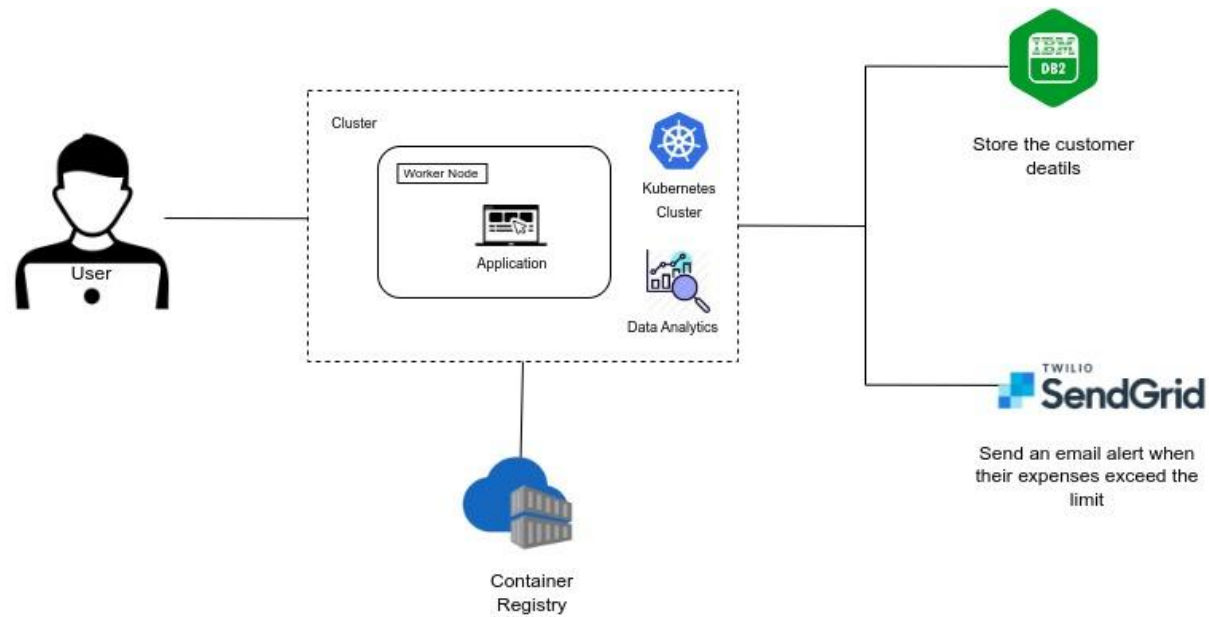 User
Cluster
Worker Node
Application
Kubernetes
Cluster
Data Analytics
Container
Registry
IBM
DB2
Store the customer
deatils
TWILIO
SendGrid
Send an email alert when
their expenses exceed the
limit